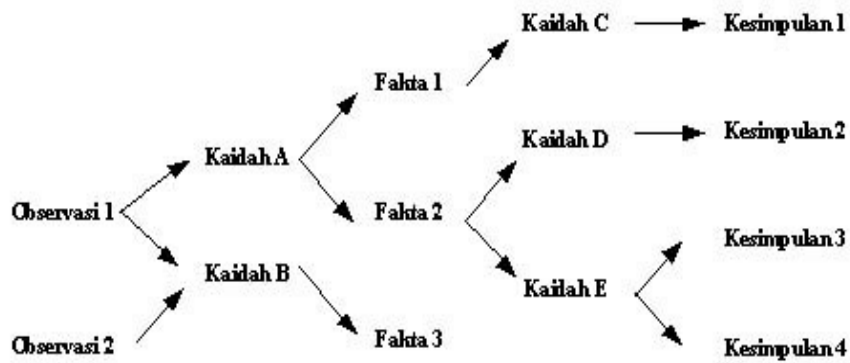 Kaidah C
Kesimpulan 1
Fakta 1
Kaidah A
Kaidah D
Kesimpulan 2
Observasi 1
Fakta 2
Kesimpulan 3
Kaidah B
Kaidah E
Observasi 2
Fakta 3
Kesimpulan 4